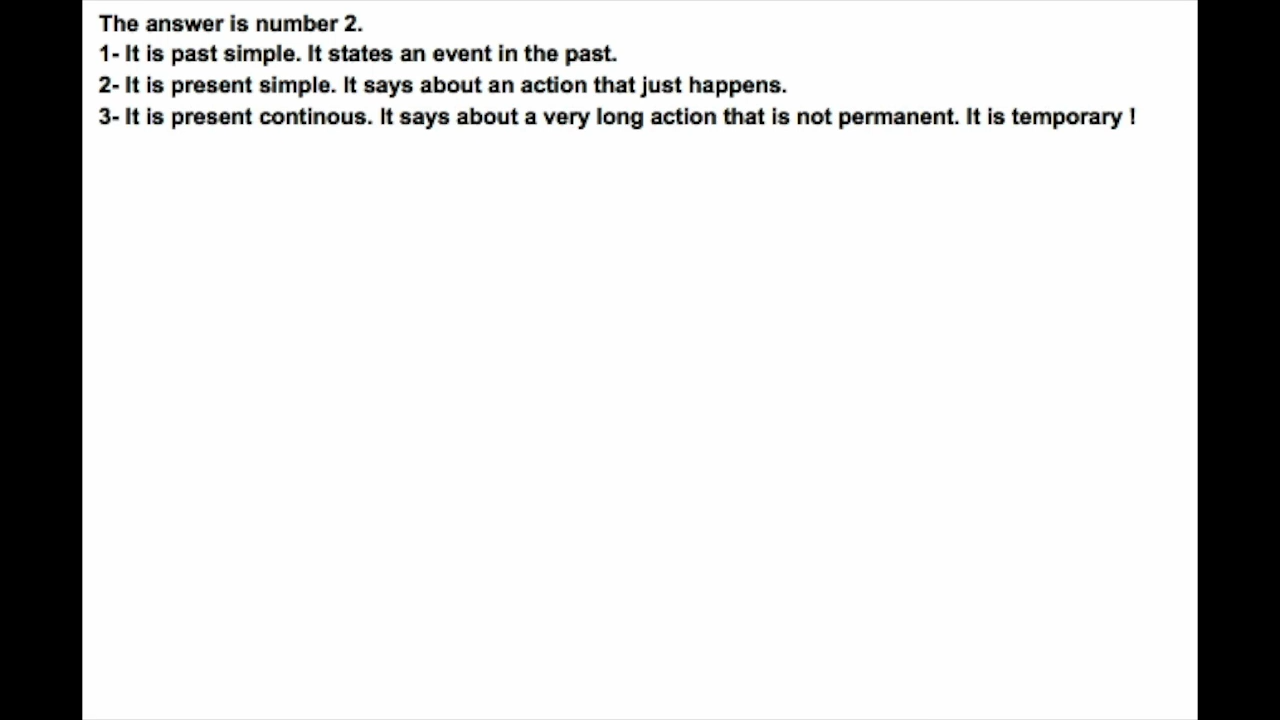 The answer is number 2.
1- It is past simple. It states an event in the past.
2- It is present simple. It says about an action that just happens.
3- It is present continous. It says about a very long action that is not permanent. It is temporary !